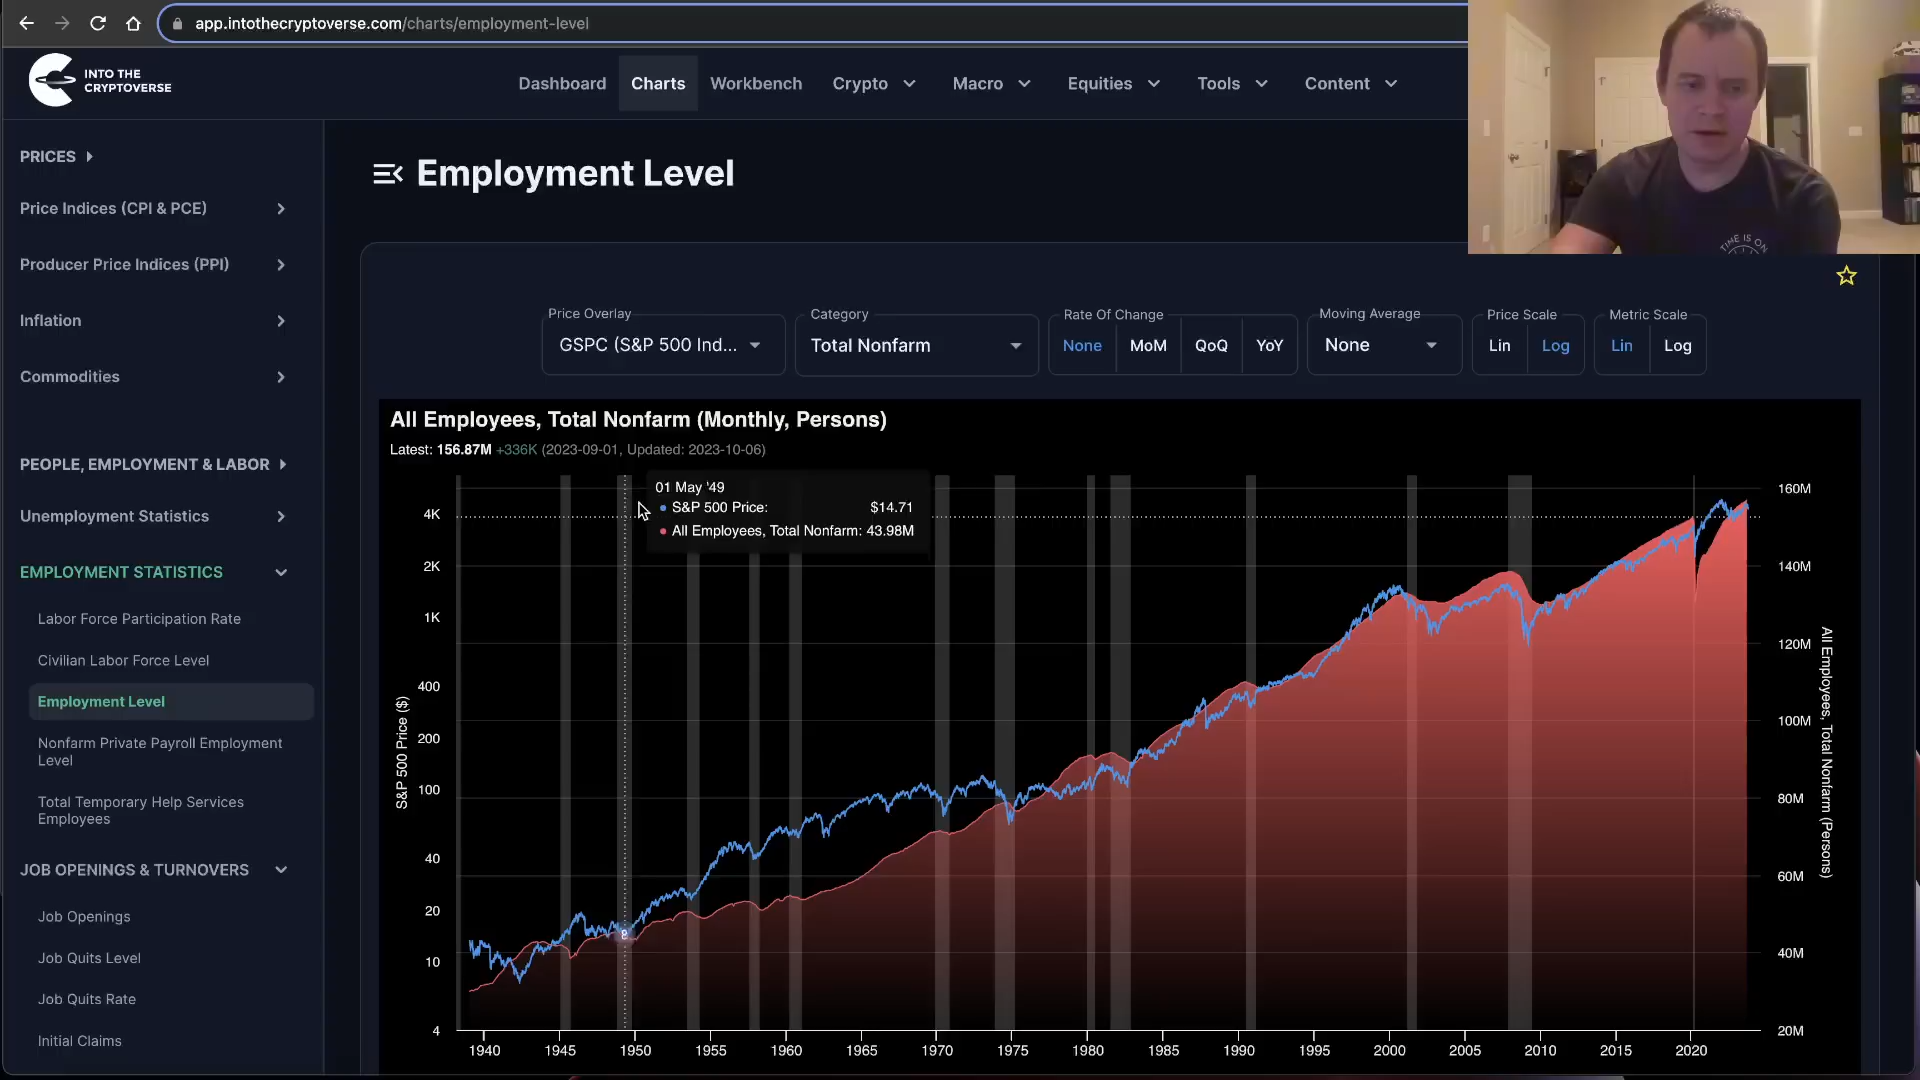 app.intothecryptoverse.com/charts/employment-level
INTO THE
CRYPTOVERSE
Dashboard
Charts
Workbench
Crypto
Macro
Equities
Tools
Content
TIME IS ON
PRICES
Price Indices (CPI & PCE)
Producer Price Indices (PPI)
Inflation
Commodities
PEOPLE, EMPLOYMENT & LABOR
Unemployment Statistics
EMPLOYMENT STATISTICS
Labor Force Participation Rate
Civilian Labor Force Level
Employment Level
Nonfarm Private Payroll Employment
Level
Total Temporary Help Services
Employees
JOB OPENINGS & TURNOVERS
Job Openings
Job Quits Level
Job Quits Rate
Initial Claims
Employment Level
Price Overlay
GSPC (S&P 500 Ind...
Category
Total Nonfarm
Rate Of Change
None
MoM
QoQ
YoY
Moving Average
None
Price Scale
Lin
Log
Metric Scale
Lin
Log
All Employees, Total Nonfarm (Monthly, Persons)
Latest: 156.87M +336K (2023-09-01, Updated: 2023-10-06)
01 May '49
S&P 500 Price: $14.71
All Employees, Total Nonfarm: 43.98M
S&P 500 Price ($)
4K
2K
1K
400
200
100
40
20
10
4
160M
140M
120M
100M
80M
60M
40M
20M
All Employees, Total Nonfarm (Persons)
1940
1945
1950
1955
1960
1965
1970
1975
1980
1985
1990
1995
2000
2005
2010
2015
2020